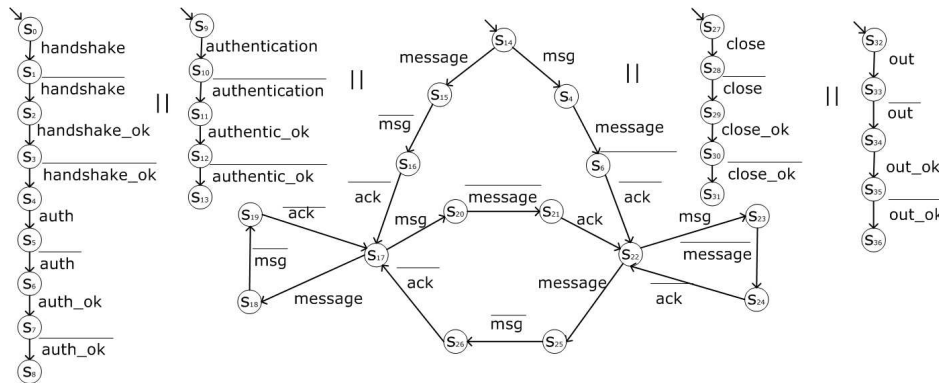 S0
handshake
S1
handshake
S2
handshake_ok
S3
handshake_ok
S4
auth
S5
auth
S6
auth_ok
S7
auth_ok
S8
||
S9
authentication
S10
authentication
S11
authentic_ok
S12
authentic_ok
S13
||
S14
message
msg
S15
S4
msg
message
S16
S6
ack
ack
S19
ack
msg
S20
message
S21
ack
msg
S23
msg
S17
S22
message
S18
message
ack
message
ack
S24
S26
msg
S25
||
S27
close
S28
close
S29
close_ok
S30
close_ok
S31
||
S32
out
S33
out
S34
out_ok
S35
out_ok
S36